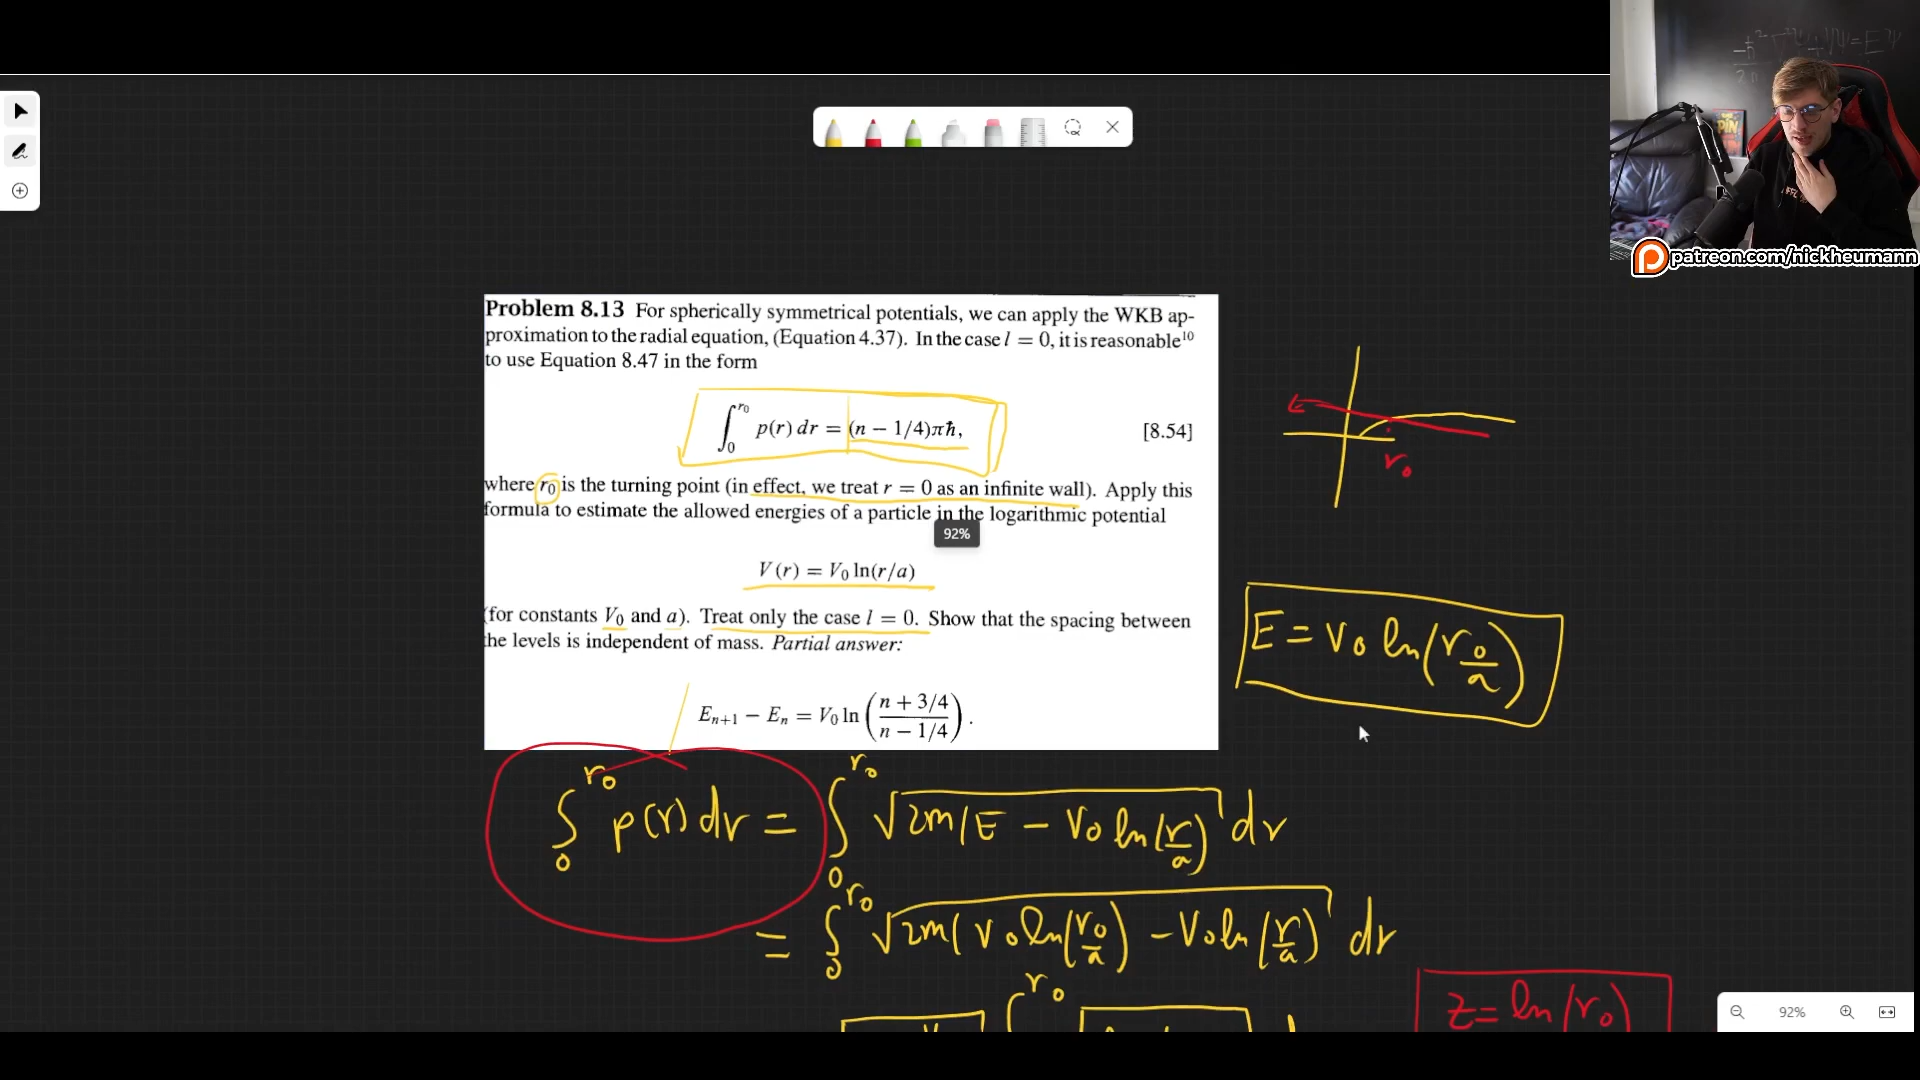 Problem 8.13 For spherically symmetrical potentials, we can apply the WKB ap-
proximation to the radial equation, (Equation 4.37). In the case l = 0, it is reasonable¹⁰
to use Equation 8.47 in the form
∫₀^r₀ p(r) dr = (n − 1/4)πħ, [8.54]
where r₀ is the turning point (in effect, we treat r = 0 as an infinite wall). Apply this
formula to estimate the allowed energies of a particle in the logarithmic potential
92%
V(r) = V₀ ln(r/a)
(for constants V₀ and a). Treat only the case l = 0. Show that the spacing between
the levels is independent of mass. Partial answer:
Eₙ₊₁ − Eₙ = V₀ ln ( (n + 3/4) / (n − 1/4) ) .
r₀
E = V₀ ln(r₀/a)
∫₀^r₀ p(r) dr = ∫₀^r₀ √2m(E − V₀ ln(r/a) dr
= ∫₀^r₀ √2m(V₀ ln(r₀/a) − V₀ ln(r/a) dr
r₀
z = ln(r₀)
92%
patreon.com/nickheumann